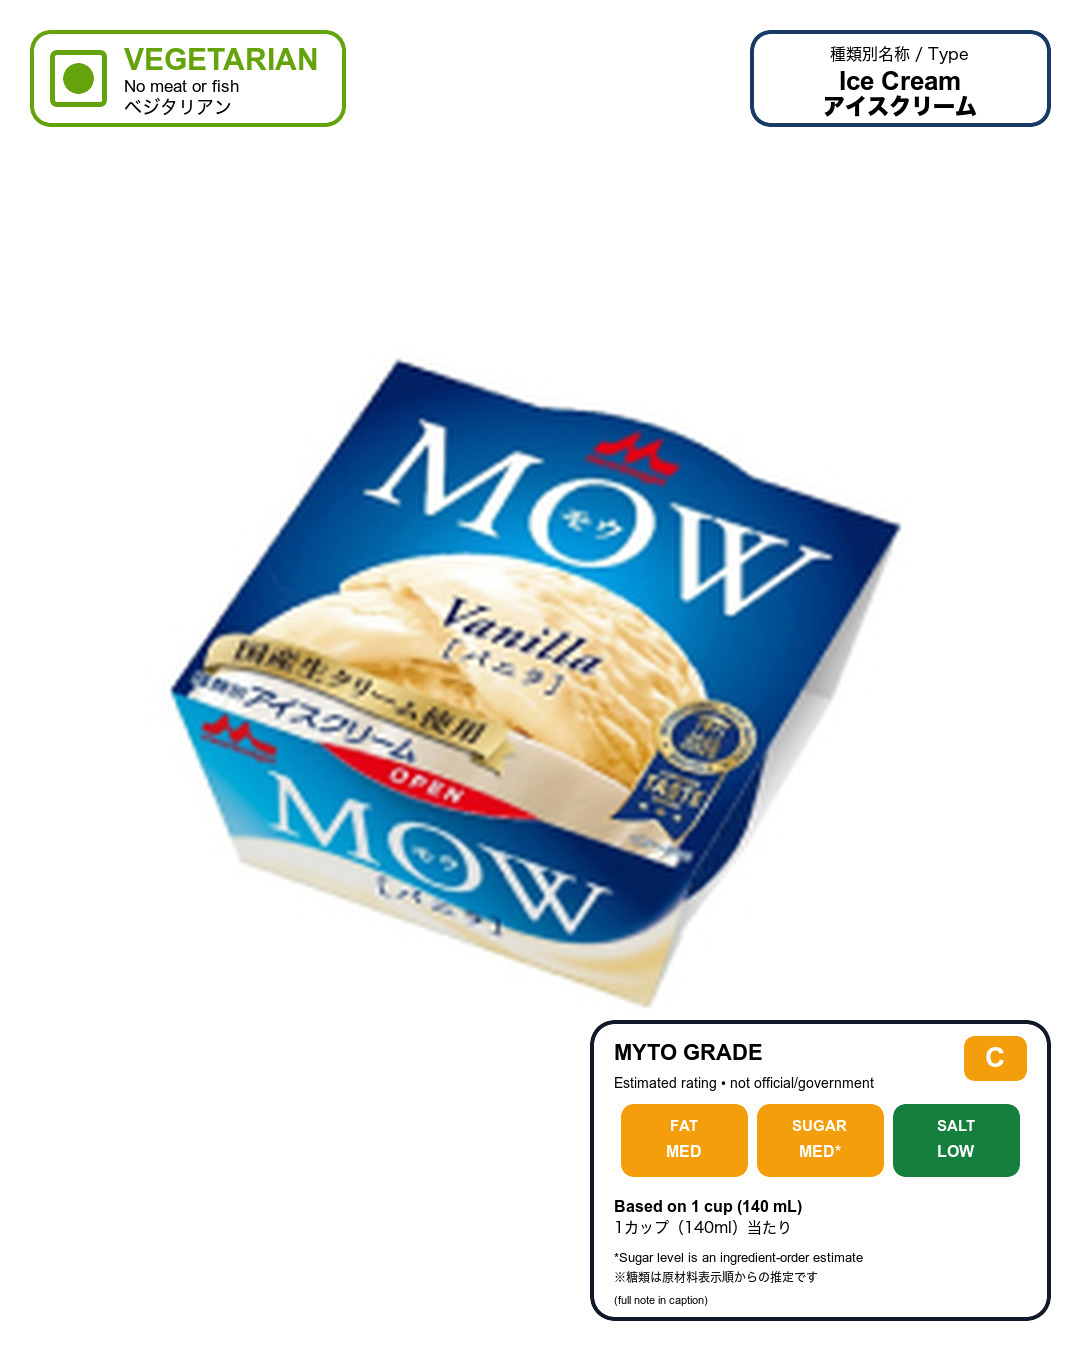 VEGETARIAN
No meat or fish
ベジタリアン
種類別名称 / Type
Ice Cream
アイスクリーム
MOW
モウ
Vanilla
[バニラ]
国産生クリーム使用
種類別アイスクリーム
OPEN
TASTE
MOW
モウ
[バニラ]
MYTO GRADE
C
Estimated rating • not official/government
FAT
MED
SUGAR
MED*
SALT
LOW
Based on 1 cup (140 mL)
1カップ（140ml）当たり
*Sugar level is an ingredient-order estimate
※糖類は原材料表示順からの推定です
(full note in caption)